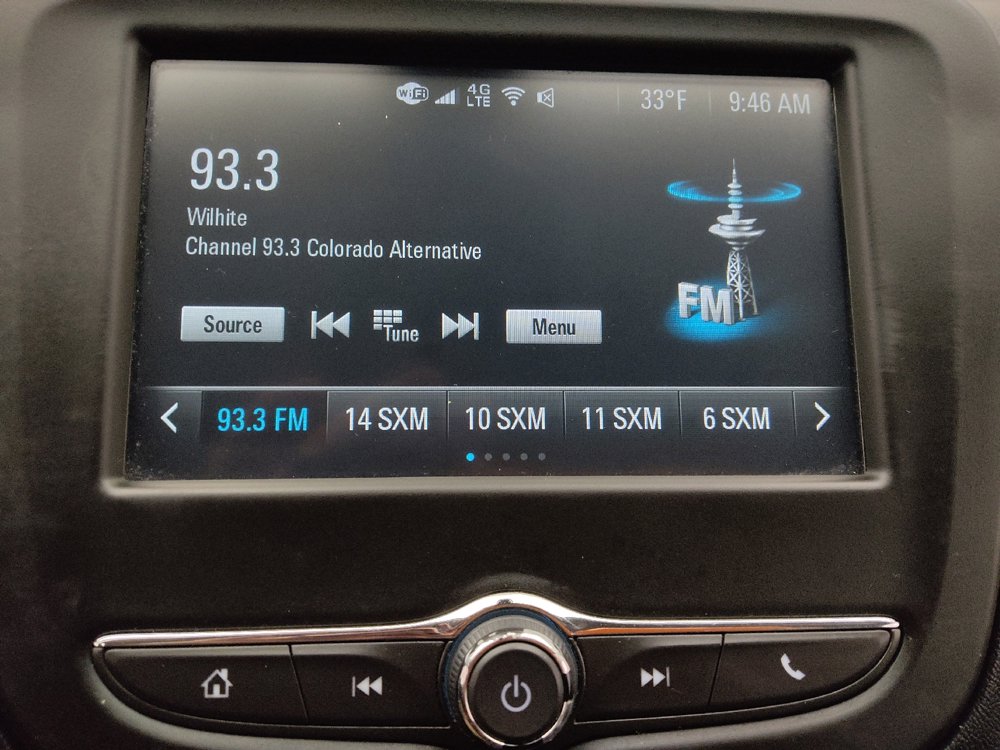 WiFi 4G LTE 33°F 9:46 AM
93.3
Wilhite
Channel 93.3 Colorado Alternative
FM
Source Tune Menu
93.3 FM 14 SXM 10 SXM 11 SXM 6 SXM